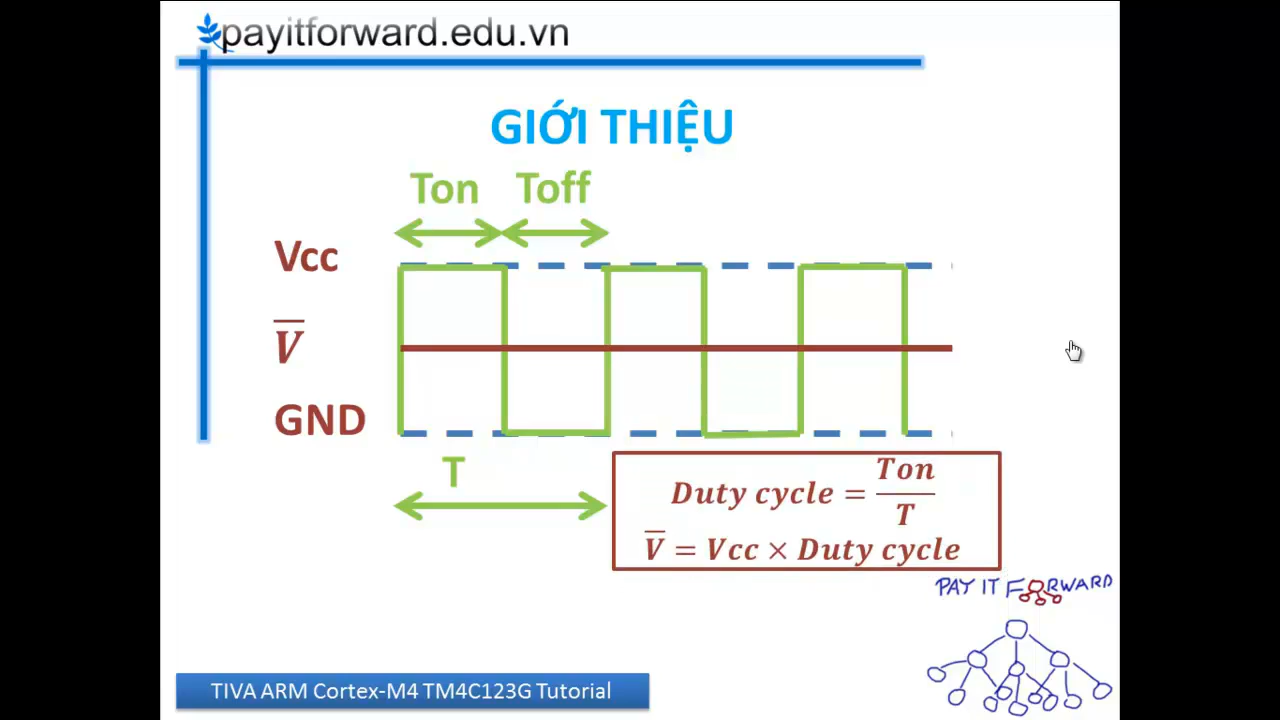 payitforward.edu.vn
GIỚI THIỆU
Ton Toff
Vcc
V̅
GND
T
Duty cycle = Ton / T
V̅ = Vcc × Duty cycle
PAY IT FORWARD
TIVA ARM Cortex-M4 TM4C123G Tutorial